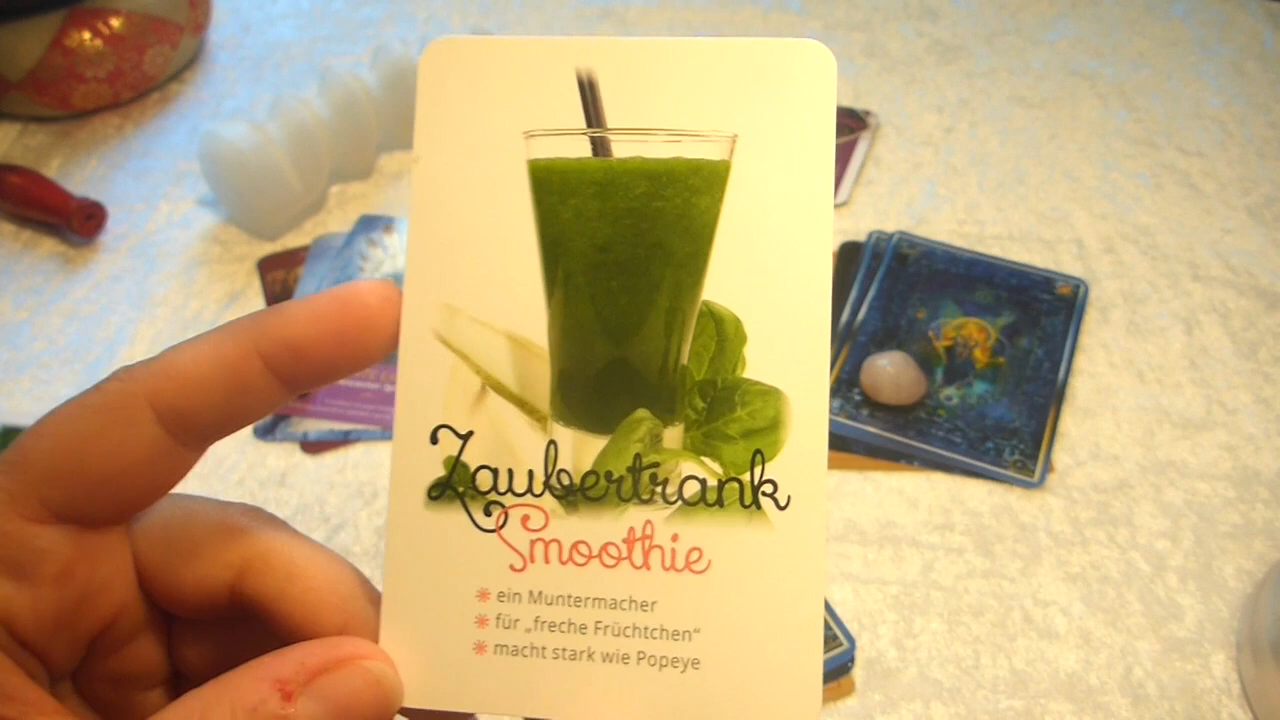 Zaubertrank
Smoothie
ein Muntermacher
für „freche Früchtchen“
macht stark wie Popeye